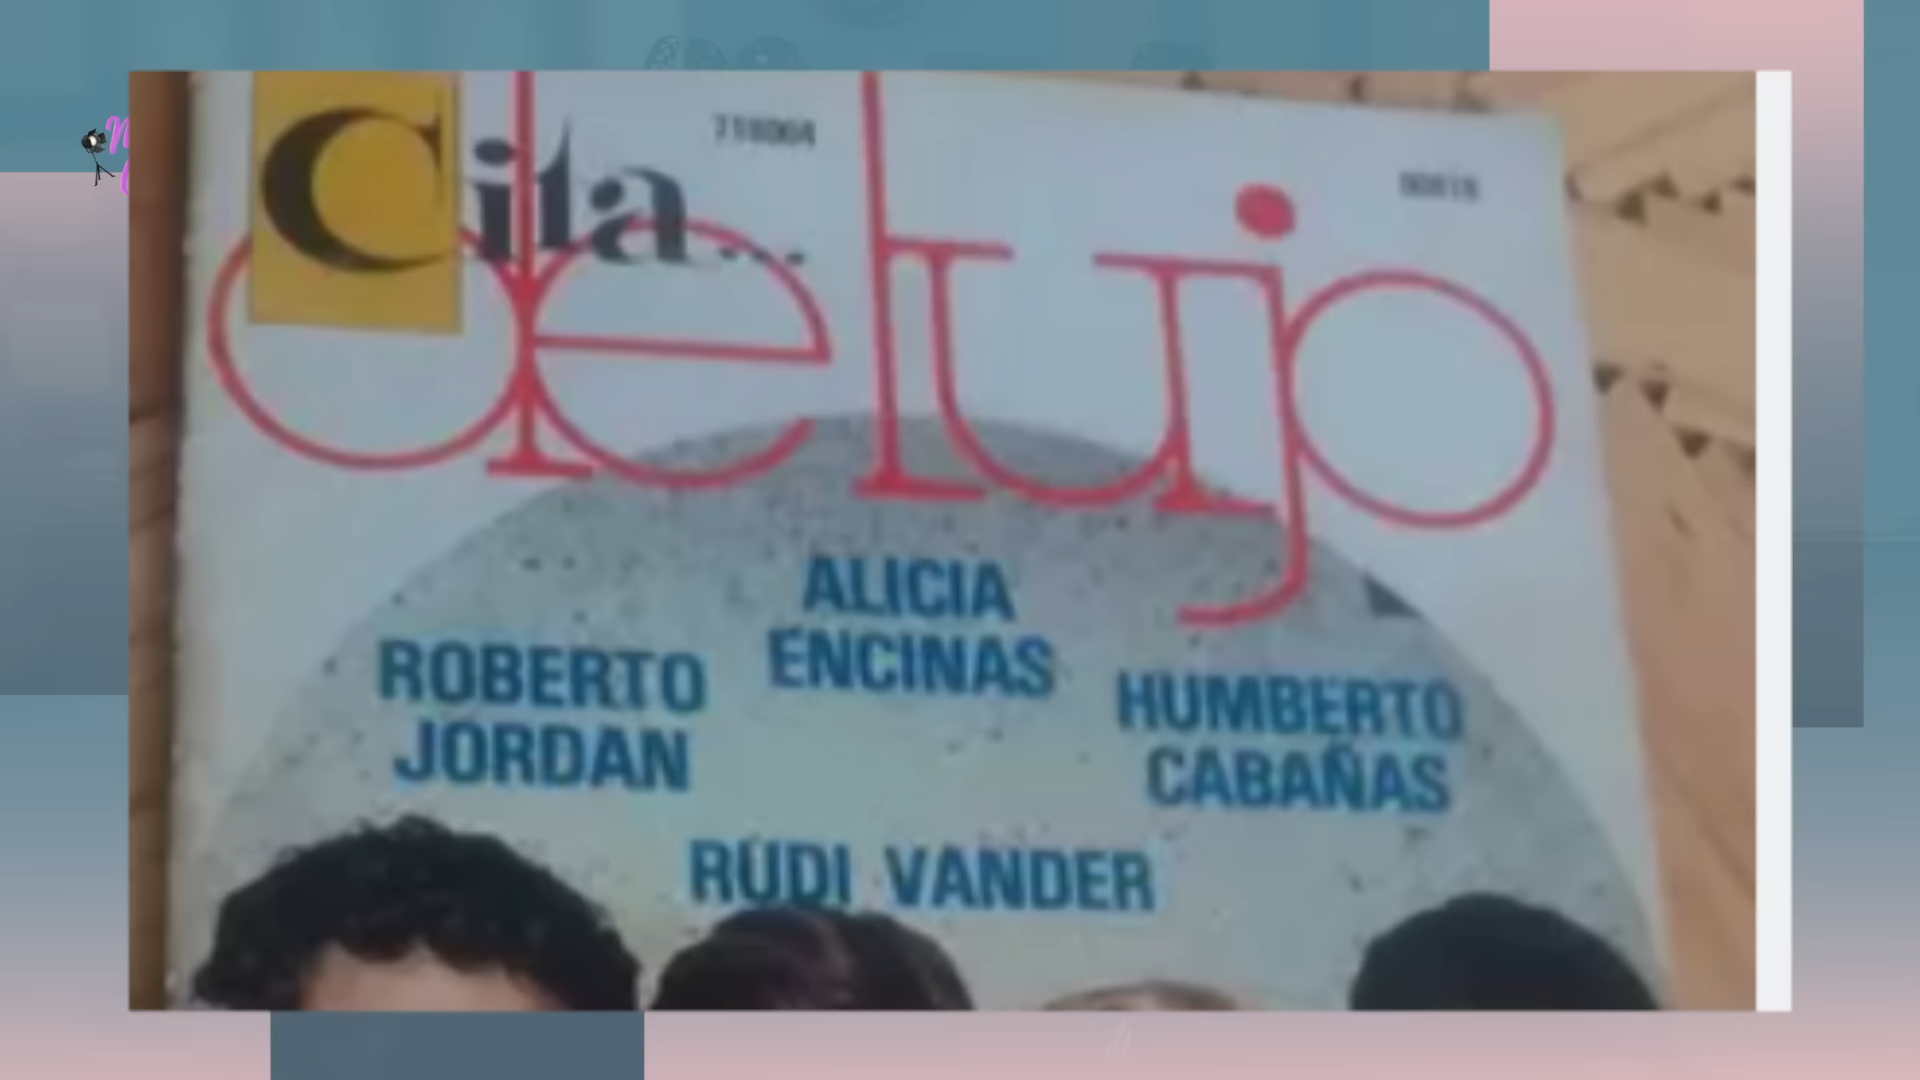 Cita...
de lujo
ALICIA
ENCINAS
ROBERTO
JORDAN
HUMBERTO
CABAÑAS
RUDI VANDER